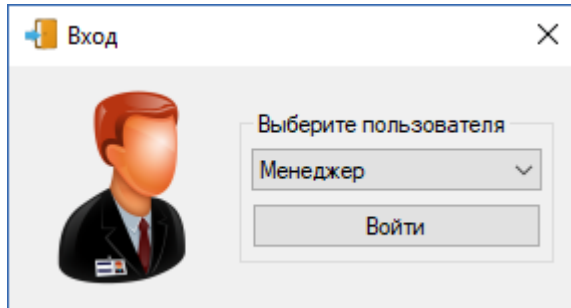 Вход
Выберите пользователя
Менеджер
Войти